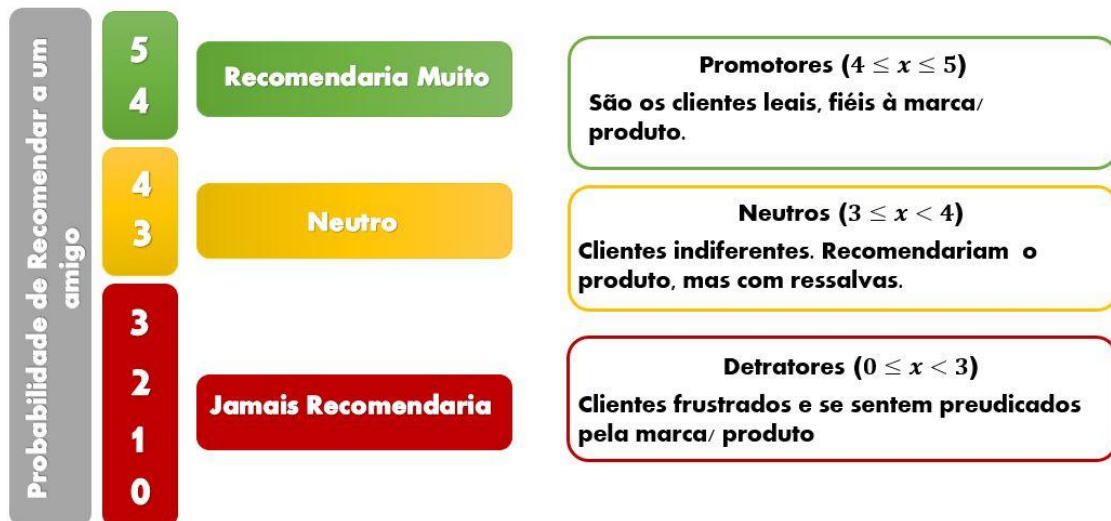 Probabilidade de Recomendar a um
amigo
5
4
Recomendaria Muito
Promotores (4 ≤ x ≤ 5)
São os clientes leais, fiéis à marca/
produto.
4
3
Neutro
Neutros (3 ≤ x < 4)
Clientes indiferentes. Recomendariam o
produto, mas com ressalvas.
3
2
1
0
Jamais Recomendaria
Detratores (0 ≤ x < 3)
Clientes frustrados e se sentem preudicados
pela marca/ produto